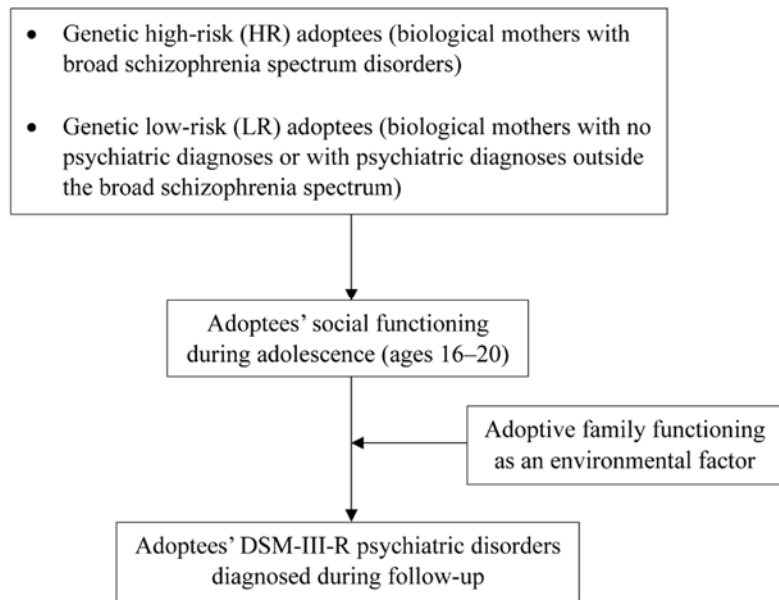 • Genetic high-risk (HR) adoptees (biological mothers with
broad schizophrenia spectrum disorders)
• Genetic low-risk (LR) adoptees (biological mothers with no
psychiatric diagnoses or with psychiatric diagnoses outside
the broad schizophrenia spectrum)
Adoptees’ social functioning
during adolescence (ages 16–20)
Adoptive family functioning
as an environmental factor
Adoptees’ DSM-III-R psychiatric disorders
diagnosed during follow-up